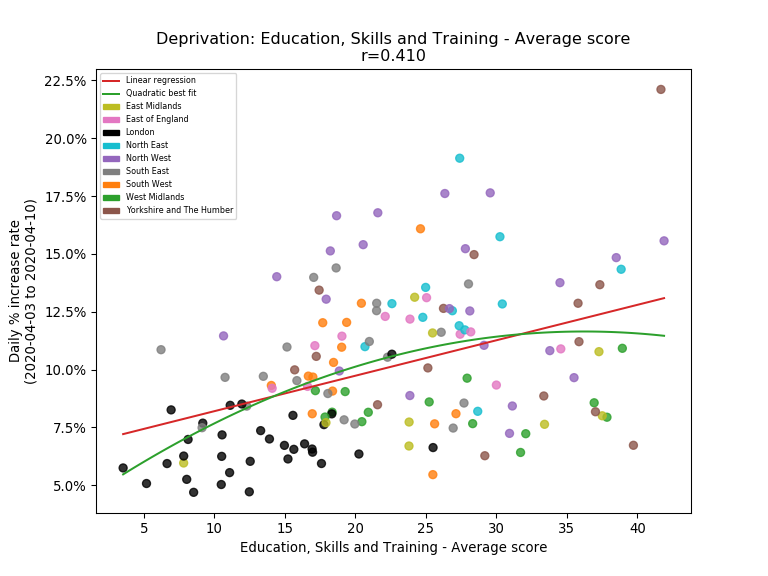 Deprivation: Education, Skills and Training - Average score
r=0.410
22.5%
20.0%
17.5%
15.0%
12.5%
10.0%
7.5%
5.0%
Daily % increase rate
(2020-04-03 to 2020-04-10)
Linear regression
Quadratic best fit
East Midlands
East of England
London
North East
North West
South East
South West
West Midlands
Yorkshire and The Humber
5 10 15 20 25 30 35 40
Education, Skills and Training - Average score